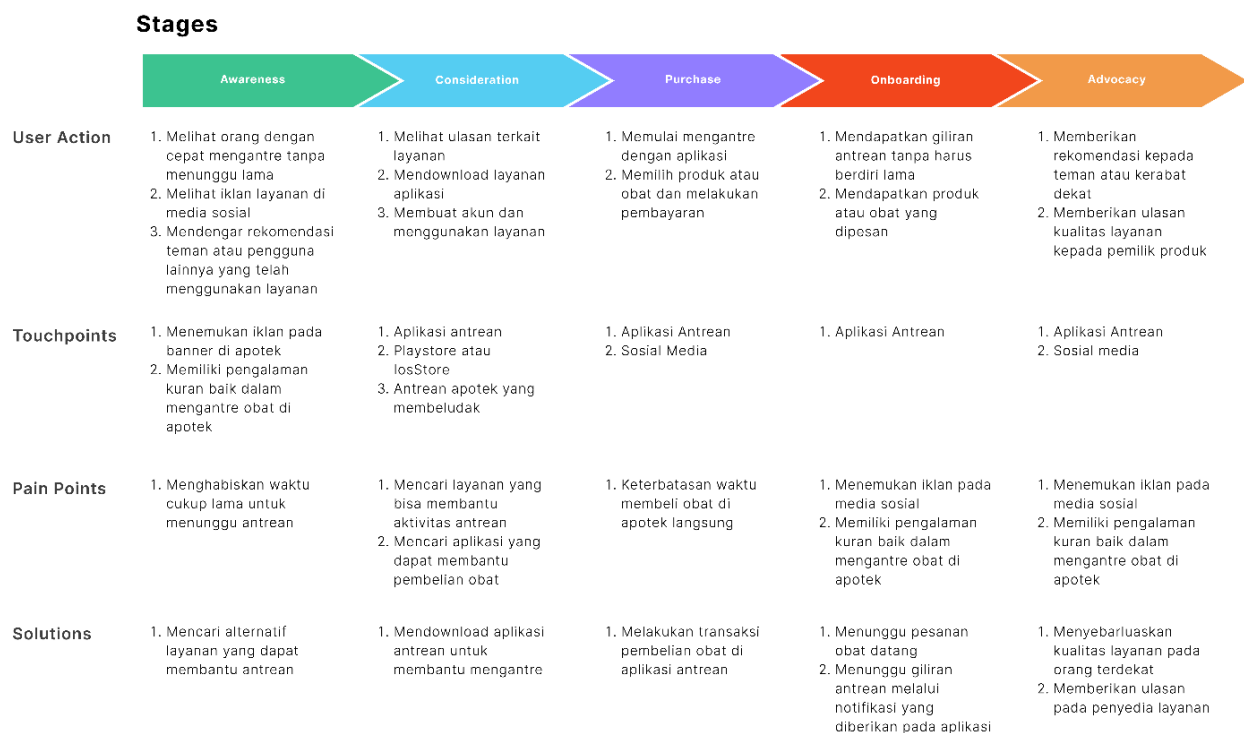 Stages
Awareness
Consideration
Purchase
Onboarding
Advocacy
User Action
1. Melihat orang dengan
cepat mengantre tanpa
menunggu lama
2. Melihat iklan layanan di
media sosial
3. Mendengar rekomendasi
teman atau pengguna
lainnya yang telah
menggunakan layanan
1. Melihat ulasan terkait
layanan
2. Mendownload layanan
aplikasi
3. Membuat akun dan
menggunakan layanan
1. Memulai mengantre
dengan aplikasi
2. Memilih produk atau
obat dan melakukan
pembayaran
1. Mendapatkan giliran
antrean tanpa harus
berdiri lama
2. Mendapatkan produk
atau obat yang
dipesan
1. Memberikan
rekomendasi kepada
teman atau kerabat
dekat
2. Memberikan ulasan
kualitas layanan
kepada pemilik produk
Touchpoints
1. Menemukan iklan pada
banner di apotek
2. Memiliki pengalaman
kuran baik dalam
mengantre obat di
apotek
1. Aplikasi antrean
2. Playstore atau
IosStore
3. Antrean apotek yang
membeludak
1. Aplikasi Antrean
2. Sosial Media
1. Aplikasi Antrean
1. Aplikasi Antrean
2. Sosial media
Pain Points
1. Menghabiskan waktu
cukup lama untuk
menunggu antrean
1. Mencari layanan yang
bisa membantu
aktivitas antrean
2. Mencari aplikasi yang
dapat membantu
pembelian obat
1. Keterbatasan waktu
membeli obat di
apotek langsung
1. Menemukan iklan pada
media sosial
2. Memiliki pengalaman
kuran baik dalam
mengantre obat di
apotek
1. Menemukan iklan pada
media sosial
2. Memiliki pengalaman
kuran baik dalam
mengantre obat di
apotek
Solutions
1. Mencari alternatif
layanan yang dapat
membantu antrean
1. Mendownload aplikasi
antrean untuk
membantu mengantre
1. Melakukan transaksi
pembelian obat di
aplikasi antrean
1. Menunggu pesanan
obat datang
2. Menunggu giliran
antrean melalui
notifikasi yang
diberikan pada aplikasi
1. Menyebarluaskan
kualitas layanan pada
orang terdekat
2. Memberikan ulasan
pada penyedia layanan